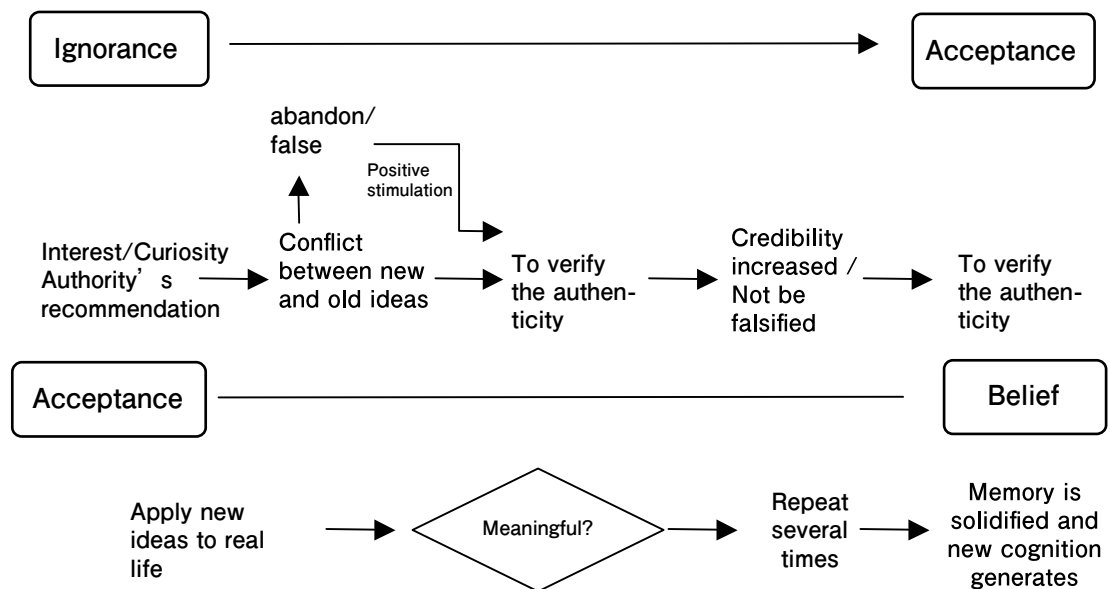 Ignorance
Acceptance
abandon/
false
Positive
stimulation
Interest/Curiosity
Authority’ s
recommendation
Conflict
between new
and old ideas
To verify
the authen-
ticity
Credibility
increased /
Not be
falsified
To verify
the authen-
ticity
Acceptance
Belief
Apply new
ideas to real
life
Meaningful?
Repeat
several
times
Memory is
solidified and
new cognition
generates